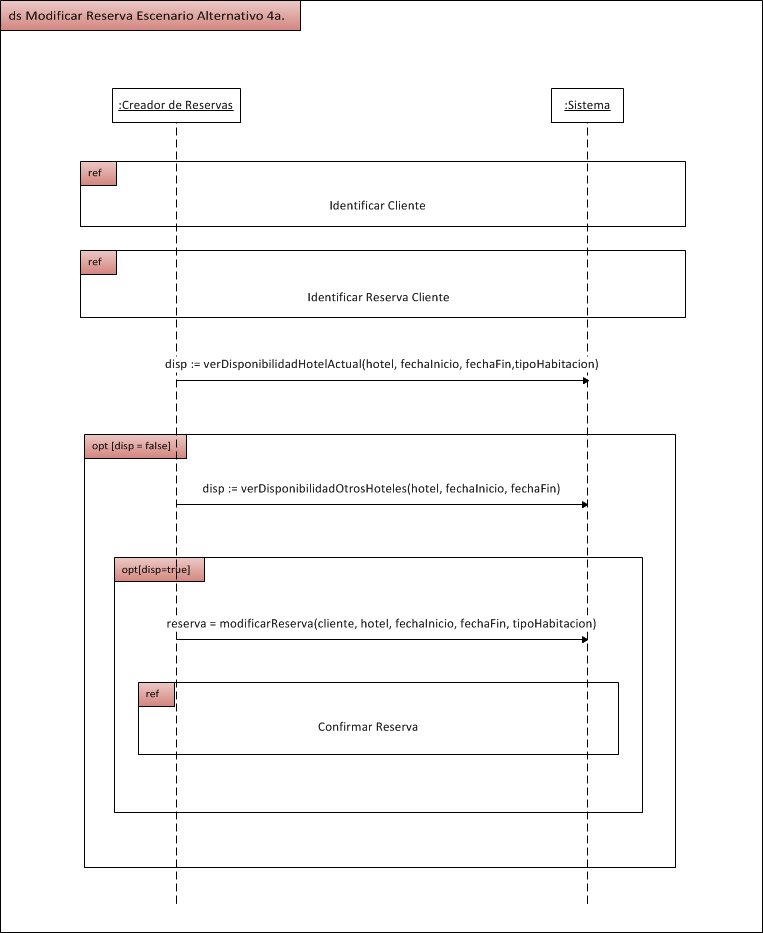 ds Modificar Reserva Escenario Alternativo 4a.
:Creador de Reservas
:Sistema
ref
Identificar Cliente
ref
Identificar Reserva Cliente
disp := verDisponibilidadHotelActual(hotel, fechaInicio, fechaFin,tipoHabitacion)
opt [disp = false]
disp := verDisponibilidadOtrosHoteles(hotel, fechaInicio, fechaFin)
opt[disp=true]
reserva = modificarReserva(cliente, hotel, fechaInicio, fechaFin, tipoHabitacion)
ref
Confirmar Reserva